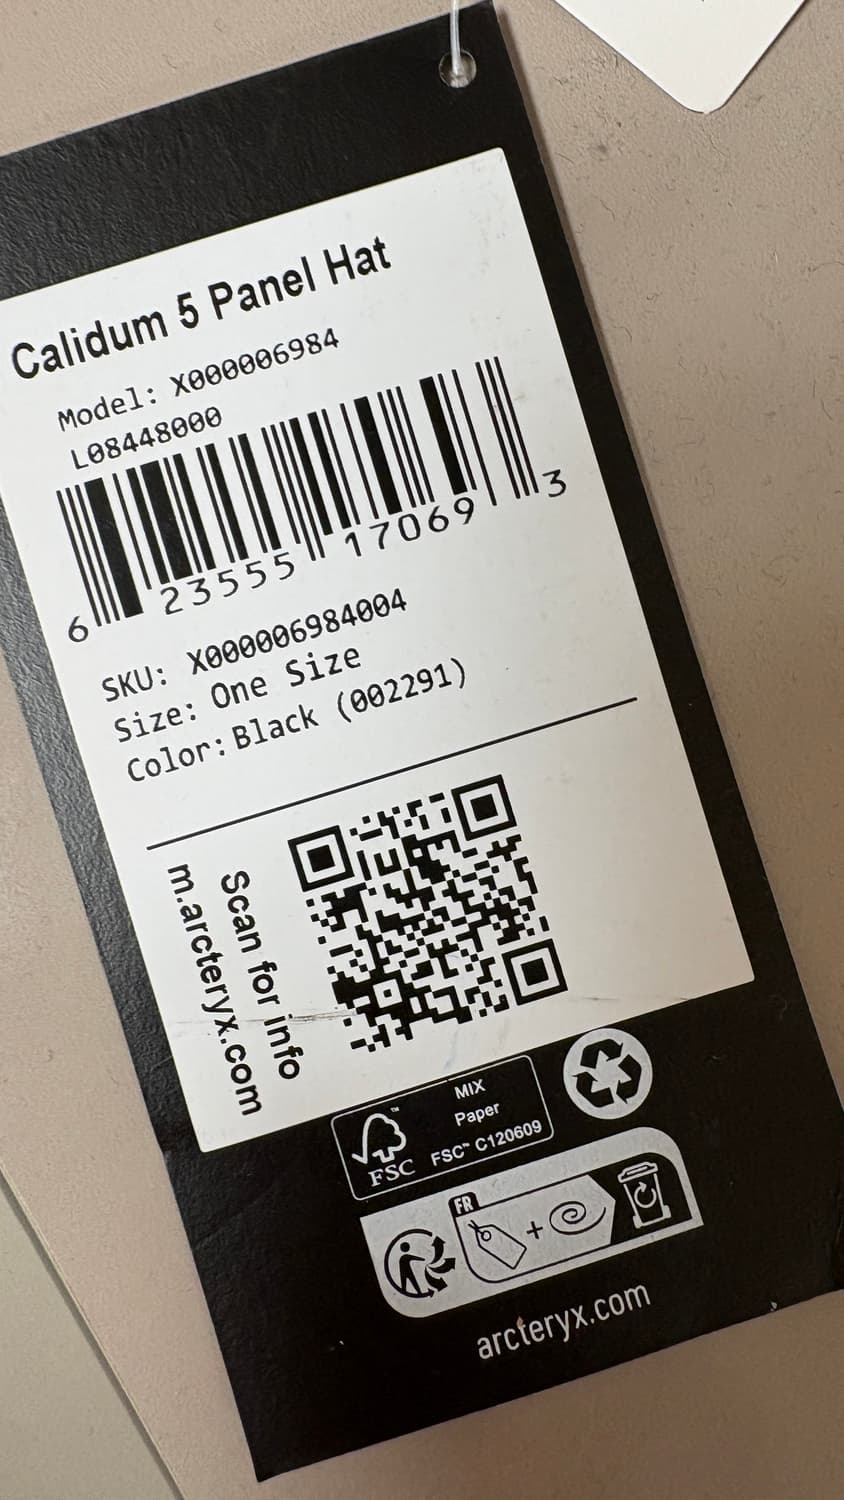 Calidum 5 Panel Hat
Model: X000006984
L08448000
6 23555 17069 3
SKU: X000006984004
Size: One Size
Color: Black (002291)
Scan for info
m.arcteryx.com
MIX
Paper
FSC™ C120609
FSC™
FR
+
arcteryx.com